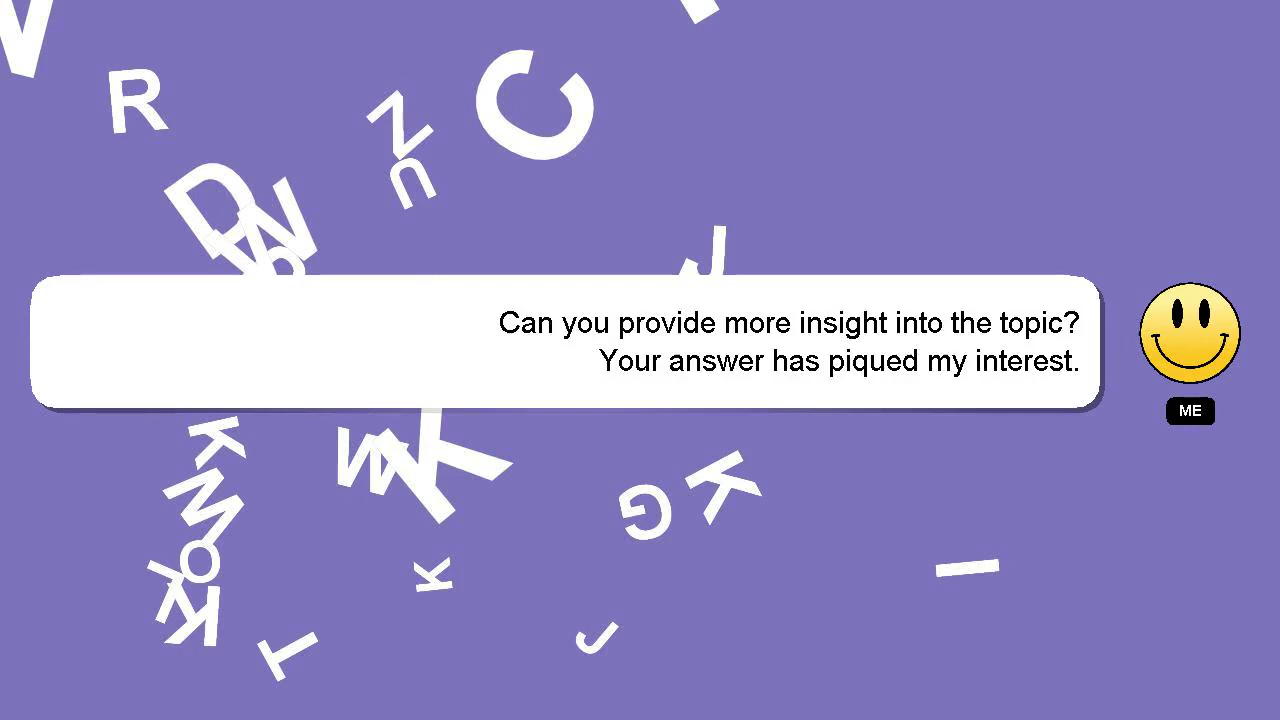 V
R
C
Z
U
D
W
J
Can you provide more insight into the topic?
Your answer has piqued my interest.
ME
K
M
K
K
G
W
O
K
K
K
I
T
J